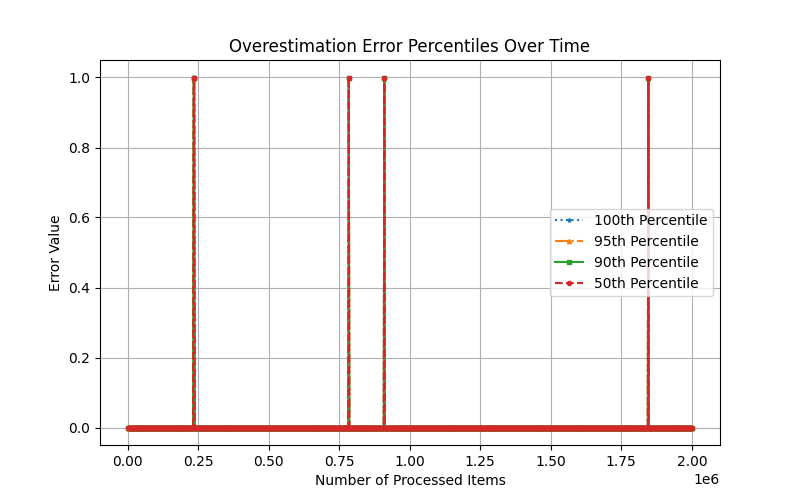 Overestimation Error Percentiles Over Time
1.0
0.8
0.6
0.4
0.2
0.0
Error Value
100th Percentile
95th Percentile
90th Percentile
50th Percentile
0.00 0.25 0.50 0.75 1.00 1.25 1.50 1.75 2.00
1e6
Number of Processed Items